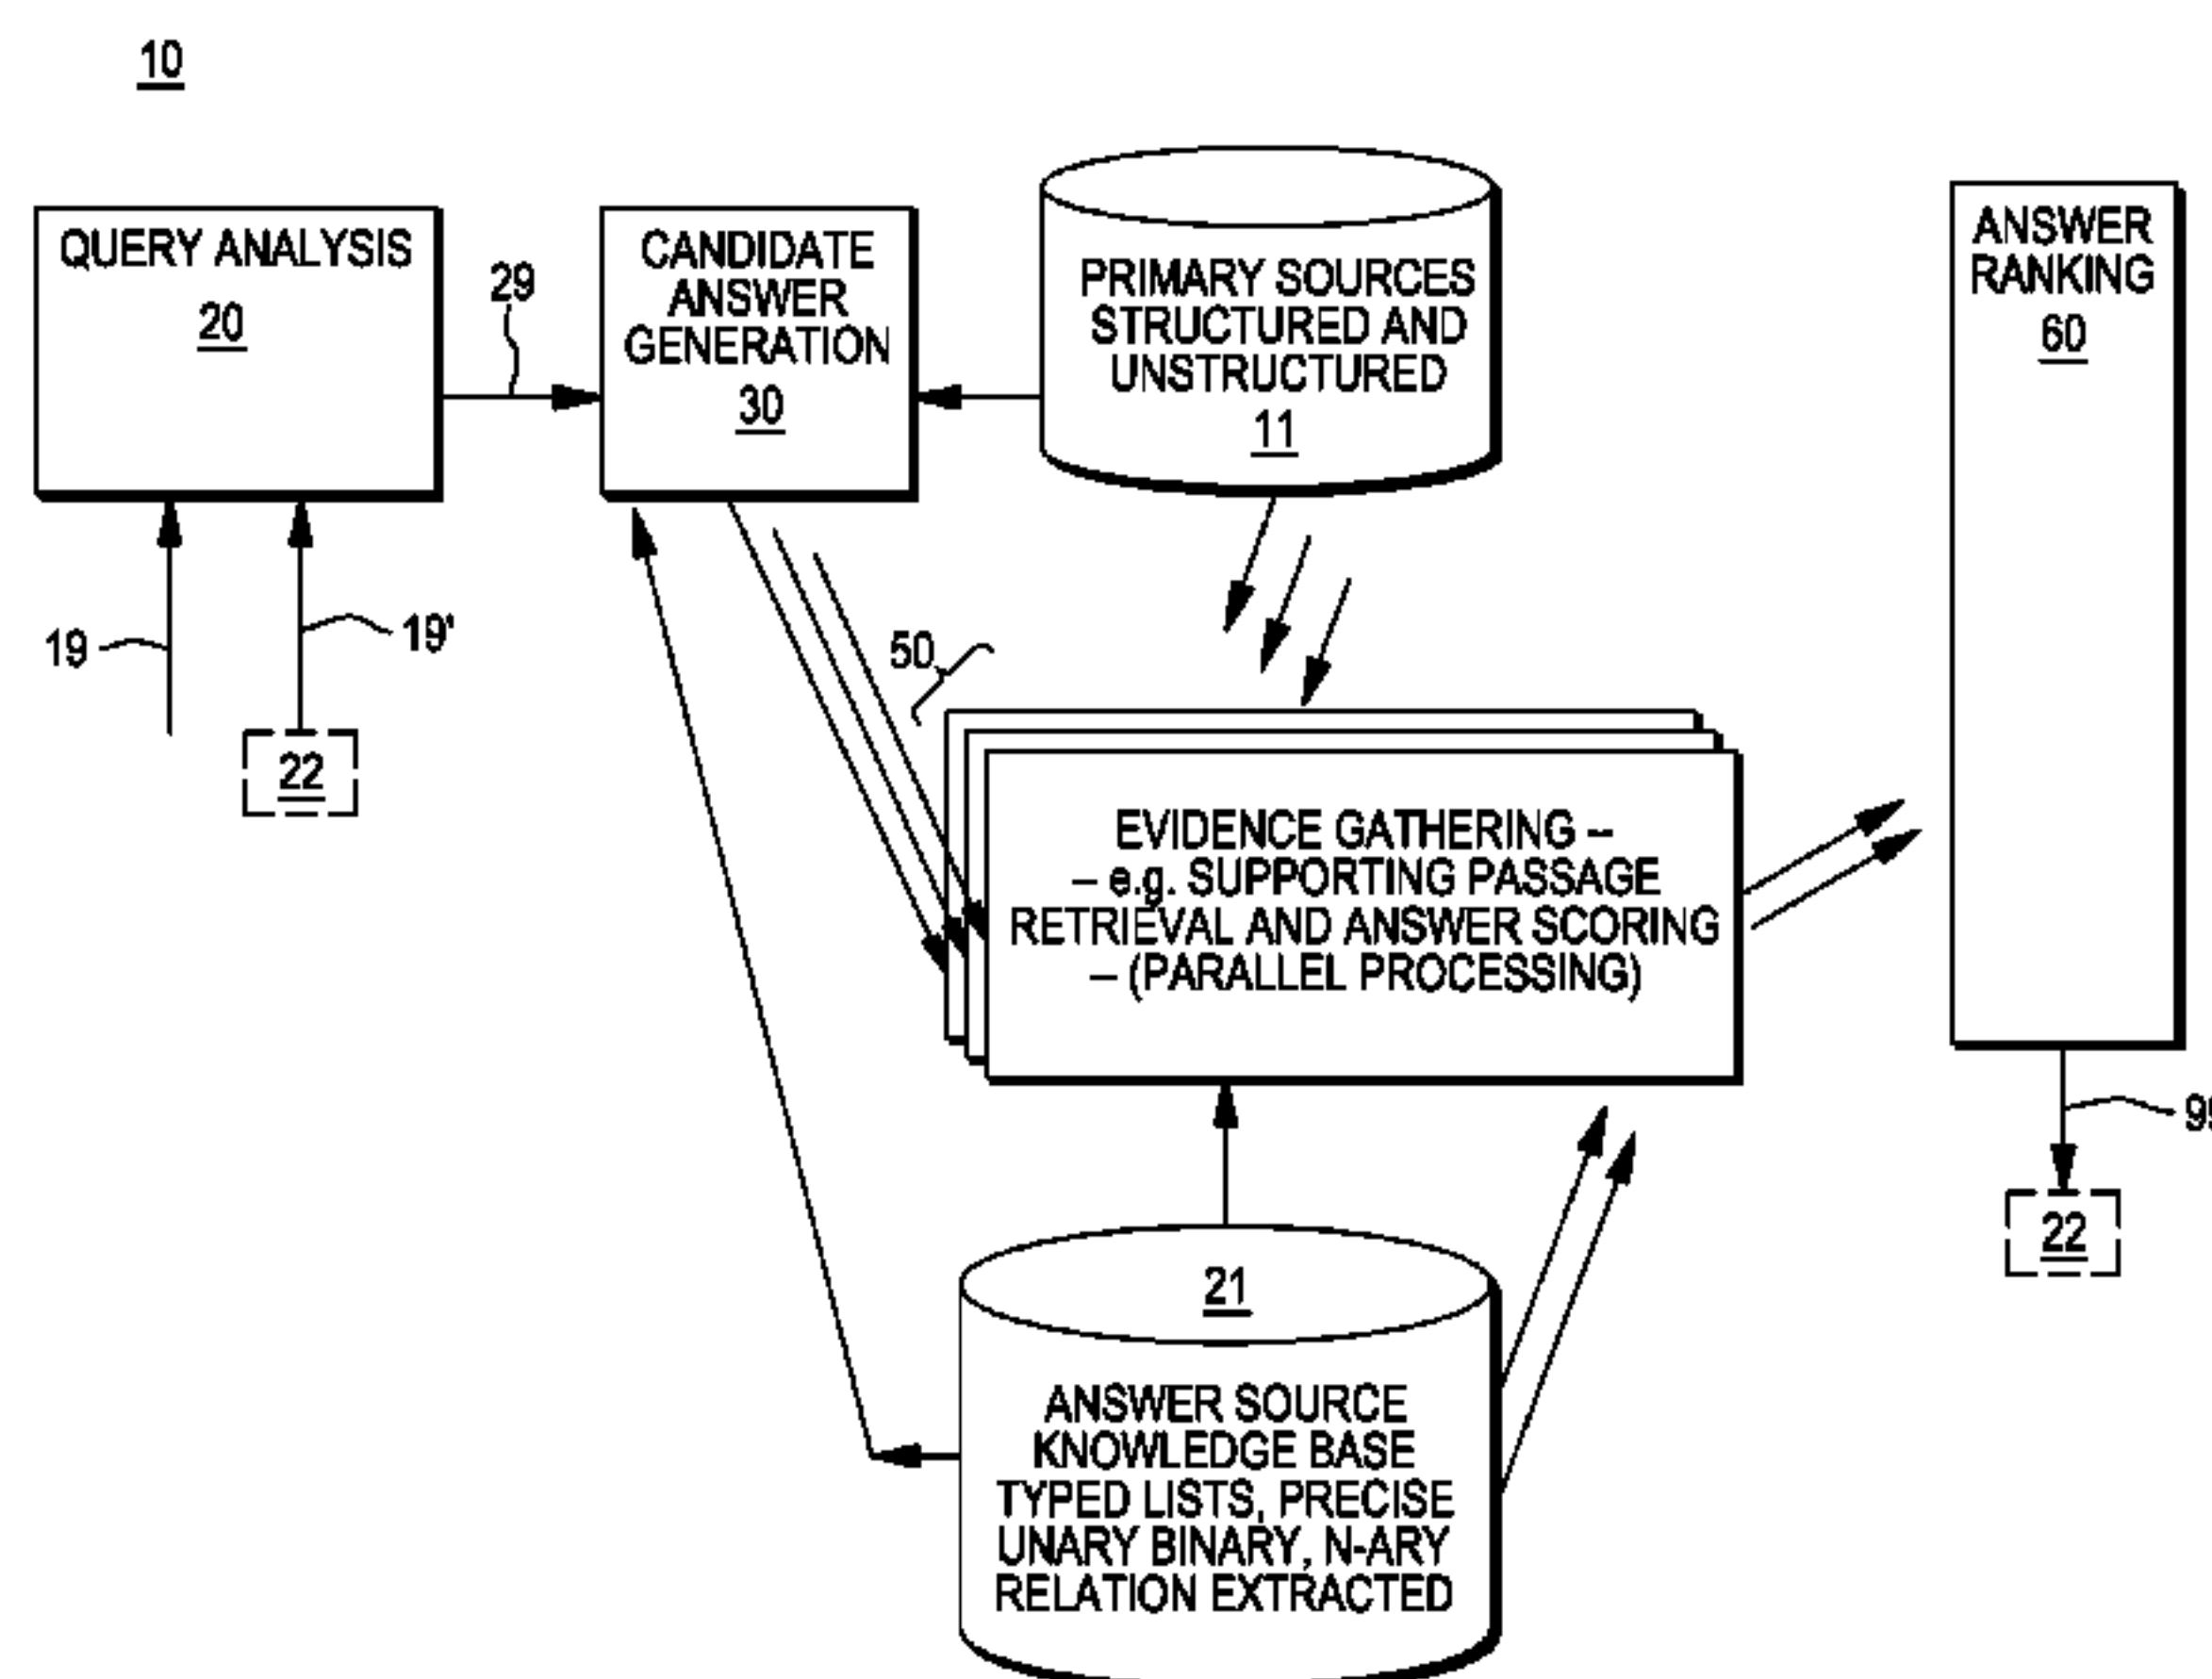 10
QUERY ANALYSIS
20
29
CANDIDATE
ANSWER
GENERATION
30
PRIMARY SOURCES
STRUCTURED AND
UNSTRUCTURED
11
ANSWER
RANKING
60
19
19'
22
50
EVIDENCE GATHERING --
– e.g. SUPPORTING PASSAGE
RETRIEVAL AND ANSWER SCORING
– (PARALLEL PROCESSING)
22
21
ANSWER SOURCE
KNOWLEDGE BASE
TYPED LISTS, PRECISE
UNARY BINARY, N-ARY
RELATION EXTRACTED